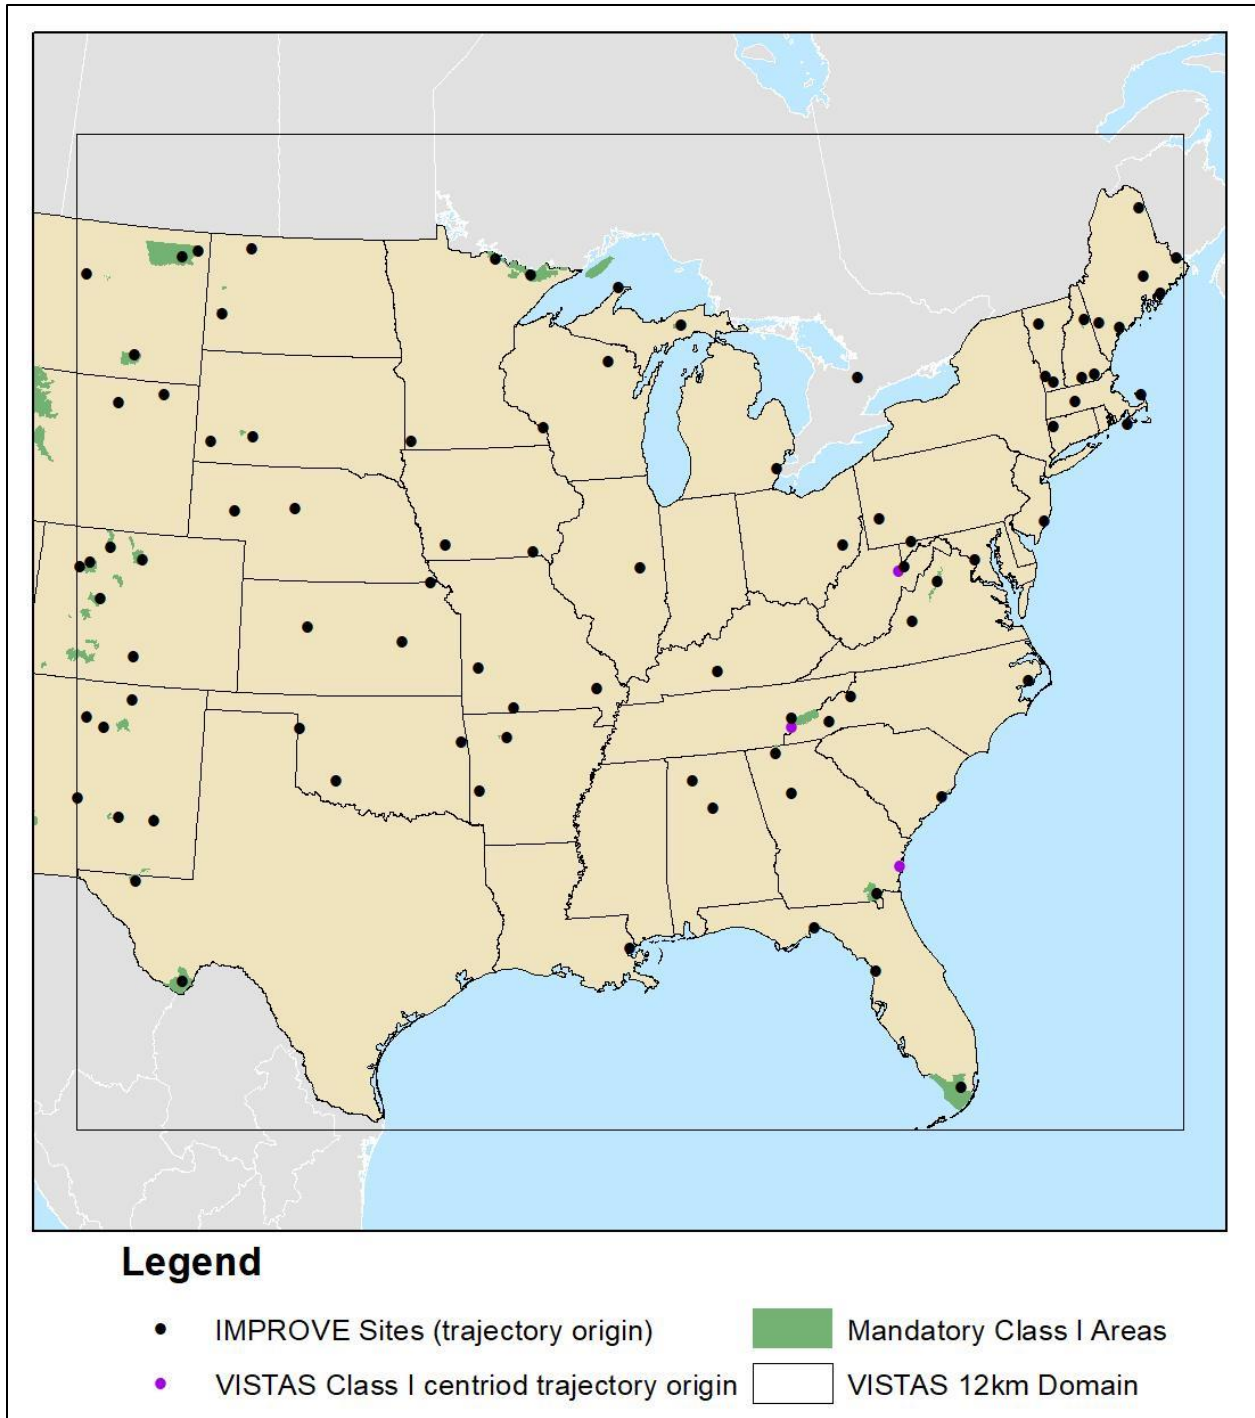 Legend
IMPROVE Sites (trajectory origin)
Mandatory Class I Areas
VISTAS Class I centriod trajectory origin
VISTAS 12km Domain